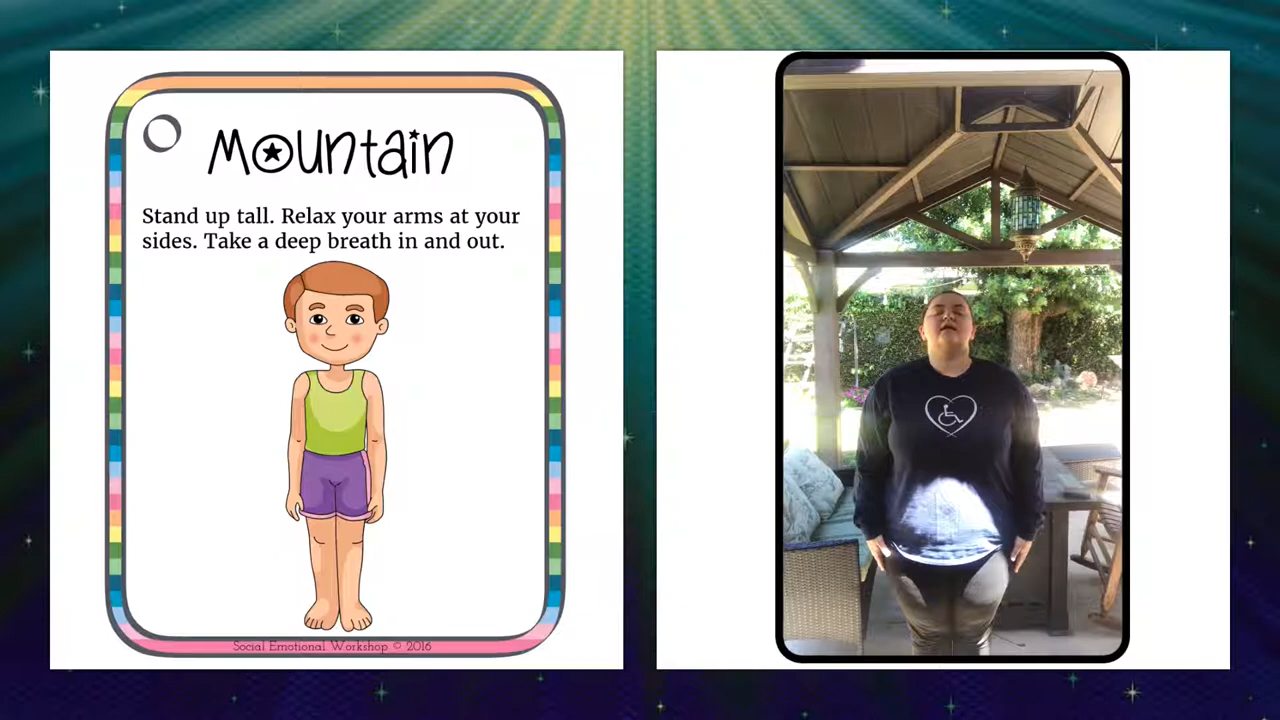 Mountain
Stand up tall. Relax your arms at your
sides. Take a deep breath in and out.
Social Emotional Workshop © 2016